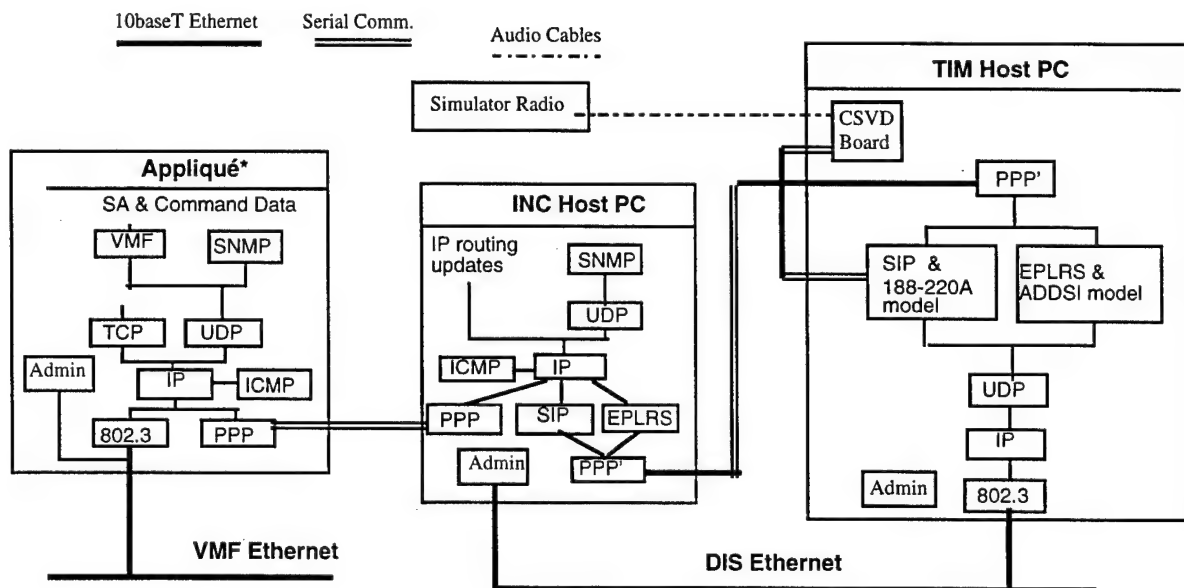 10baseT Ethernet
Serial Comm.
Audio Cables
Simulator Radio
TIM Host PC
CSVD
Board
PPP'
SIP &
188-220A
model
EPLRS &
ADDSI model
UDP
IP
Admin
802.3
Appliqué*
SA & Command Data
VMF
SNMP
TCP
UDP
Admin
IP
ICMP
802.3
PPP
INC Host PC
IP routing
updates
SNMP
UDP
ICMP
IP
PPP
SIP
EPLRS
Admin
PPP'
VMF Ethernet
DIS Ethernet